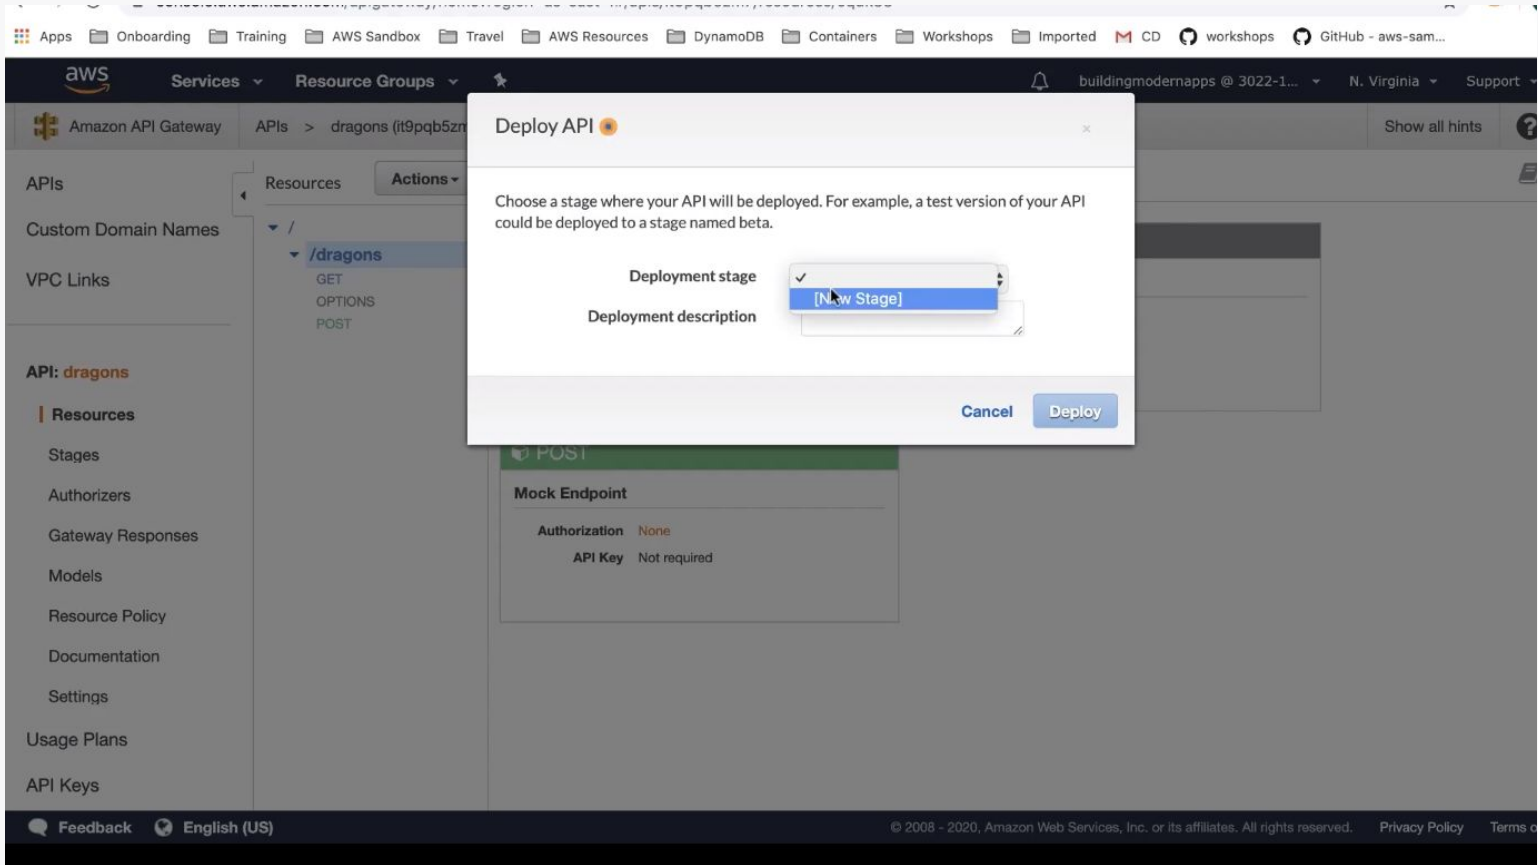 Apps Onboarding Training AWS Sandbox Travel AWS Resources DynamoDB Containers Workshops Imported CD workshops GitHub - aws-sam...
aws Services Resource Groups buildingmodernapps @ 3022-1... N. Virginia Support
Amazon API Gateway APIs > dragons (it9pqb5zm Show all hints ?
Deploy API
×
APIs
Custom Domain Names
VPC Links
API: dragons
Resources
Stages
Authorizers
Gateway Responses
Models
Resource Policy
Documentation
Settings
Usage Plans
API Keys
Resources Actions
/
/dragons
GET
OPTIONS
POST
Choose a stage where your API will be deployed. For example, a test version of your API
could be deployed to a stage named beta.
Deployment stage
[New Stage]
Deployment description
Cancel Deploy
POST
Mock Endpoint
Authorization None
API Key Not required
Feedback English (US) © 2008 - 2020, Amazon Web Services, Inc. or its affiliates. All rights reserved. Privacy Policy Terms o